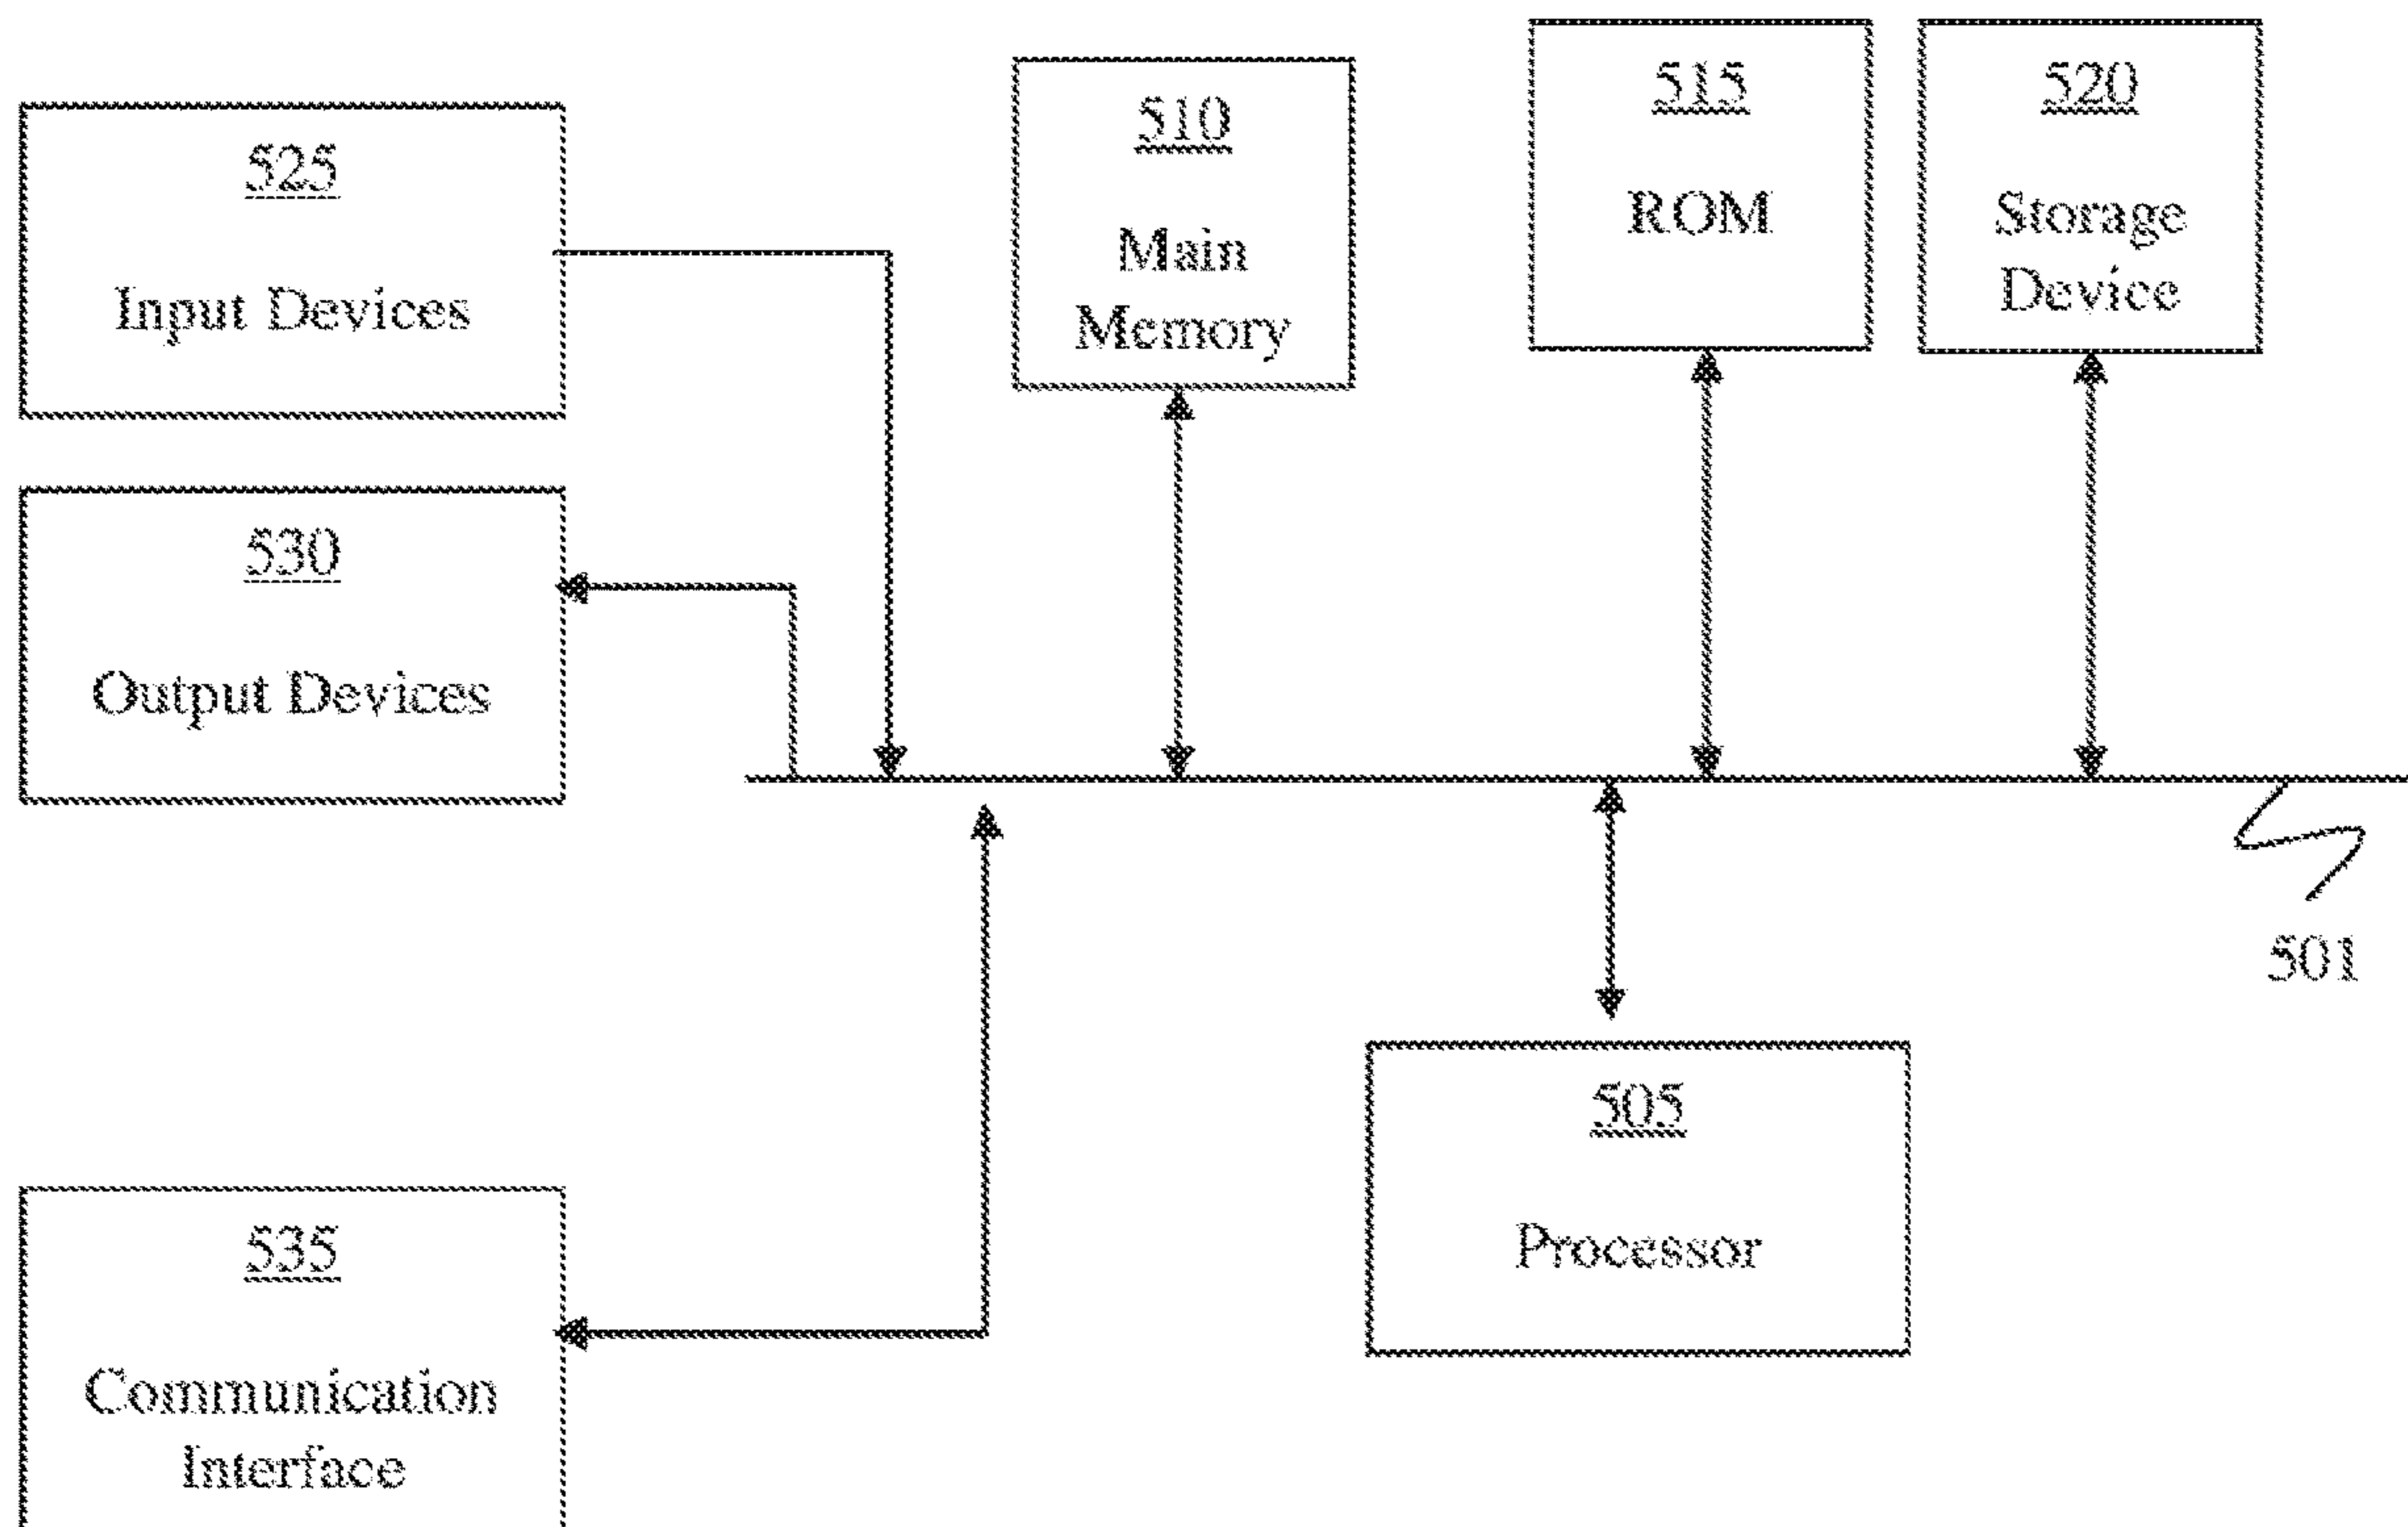 525
Input Devices
510
Main
Memory
515
ROM
520
Storage
Device
530
Output Devices
501
505
Processor
535
Communication
Interface